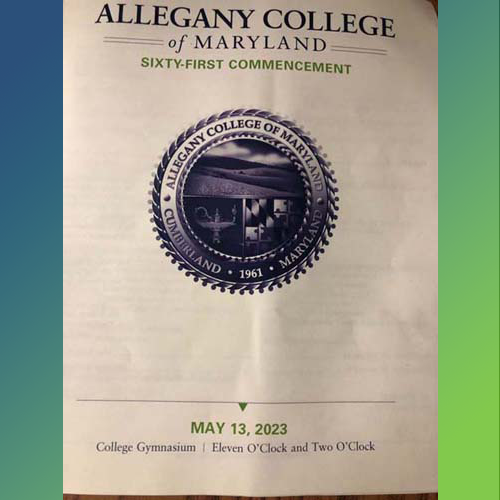 ALLEGANY COLLEGE
of MARYLAND
SIXTY-FIRST COMMENCEMENT
ALLEGANY COLLEGE OF MARYLAND
CUMBERLAND • 1961 • MARYLAND
MAY 13, 2023
College Gymnasium | Eleven O'Clock and Two O'Clock